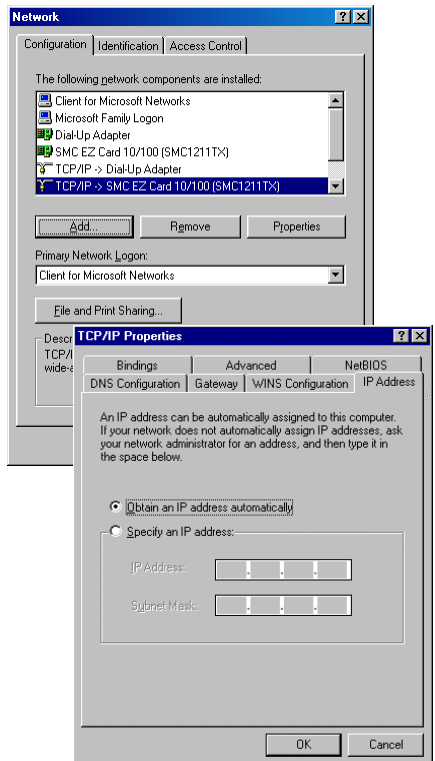 Network
Configuration Identification Access Control
The following network components are installed:
Client for Microsoft Networks
Microsoft Family Logon
Dial-Up Adapter
SMC EZ Card 10/100 (SMC1211TX)
TCP/IP -> Dial-Up Adapter
TCP/IP -> SMC EZ Card 10/100 (SMC1211TX)
Add... Remove Properties
Primary Network Logon:
Client for Microsoft Networks
File and Print Sharing...
TCP/IP Properties
Bindings Advanced NetBIOS
DNS Configuration Gateway WINS Configuration IP Address
An IP address can be automatically assigned to this computer.
If your network does not automatically assign IP addresses, ask
your network administrator for an address, and then type it in
the space below.
Obtain an IP address automatically
Specify an IP address:
IP Address:
Subnet Mask:
OK Cancel